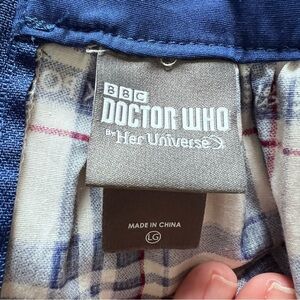 BBC
DOCTOR WHO
BY Her Universe
MADE IN CHINA
LG